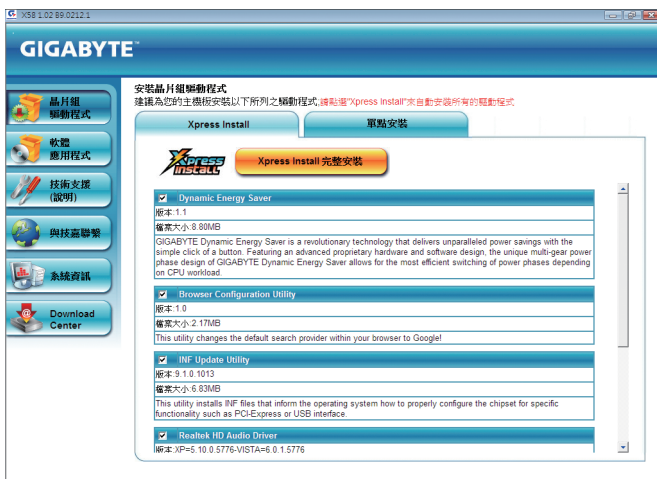 X58 1.02 B9.0212.1
GIGABYTE™
晶片組
驅動程式
軟體
應用程式
技術支援
(說明)
與技嘉聯繫
系統資訊
Download
Center
安裝晶片組驅動程式
建議為您的主機板安裝以下所列之驅動程式;請點選"Xpress Install"來自動安裝所有的驅動程式
Xpress Install
單點安裝
Xpress
INSTALL
Xpress Install 完整安裝
Dynamic Energy Saver
版本:1.1
檔案大小:8.80MB
GIGABYTE Dynamic Energy Saver is a revolutionary technology that delivers unparalleled power savings with the
simple click of a button. Featuring an advanced proprietary hardware and software design, the unique multi-gear power
phase design of GIGABYTE Dynamic Energy Saver allows for the most efficient switching of power phases depending
on CPU workload.
Browser Configuration Utility
版本:1.0
檔案大小:2.17MB
This utility changes the default search provider within your browser to Google!
INF Update Utility
版本:9.1.0.1013
檔案大小:6.83MB
This utility installs INF files that inform the operating system how to properly configure the chipset for specific
functionality such as PCI-Express or USB interface.
Realtek HD Audio Driver
版本:XP=5.10.0.5776-VISTA=6.0.1.5776